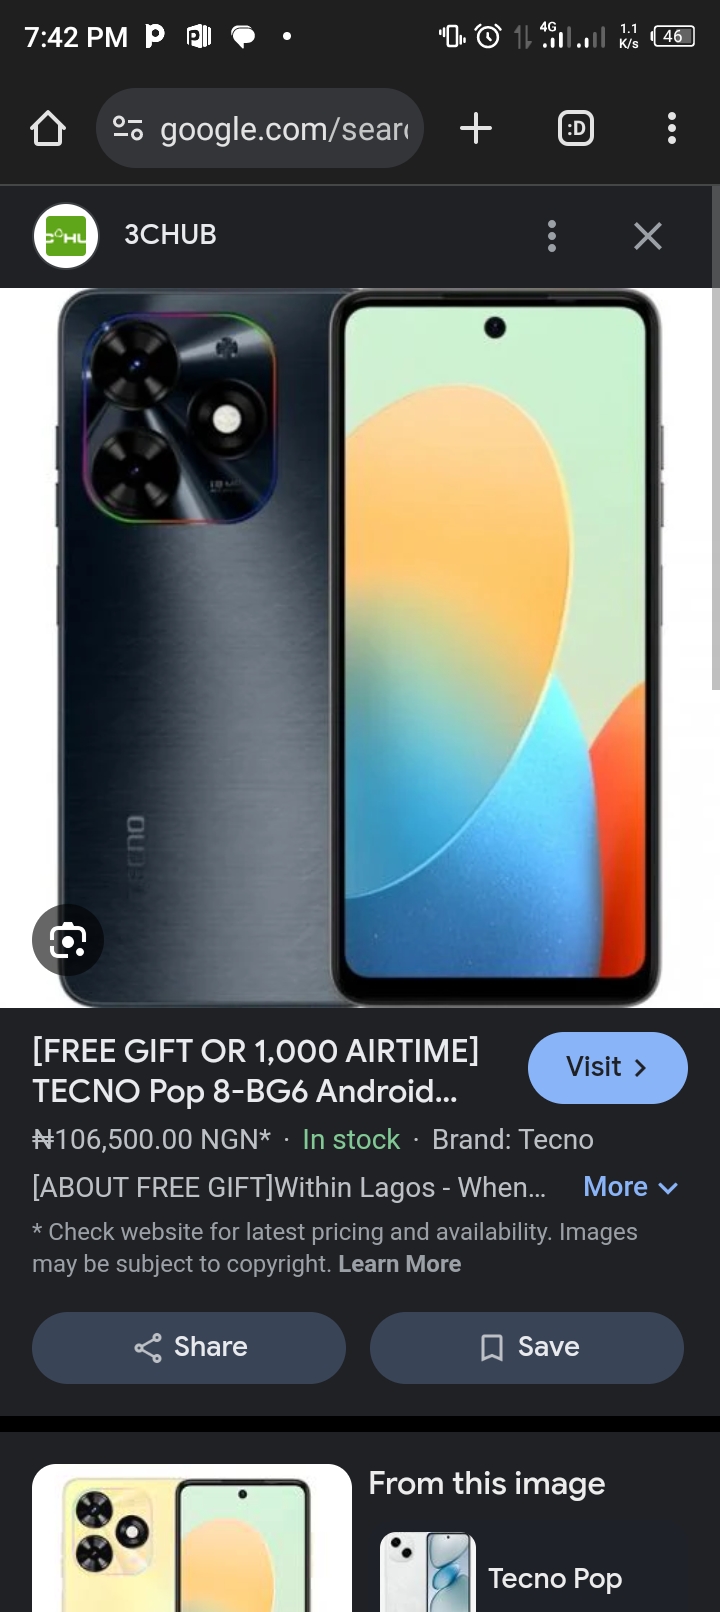 7:42 PM
4G
1.1
K/s
46
google.com/sear
:D
3CHUB
TECNO
[FREE GIFT OR 1,000 AIRTIME]
TECNO Pop 8-BG6 Android...
Visit
₦106,500.00 NGN* · In stock · Brand: Tecno
[ABOUT FREE GIFT]Within Lagos - When...
More
* Check website for latest pricing and availability. Images
may be subject to copyright. Learn More
Share
Save
From this image
Tecno Pop